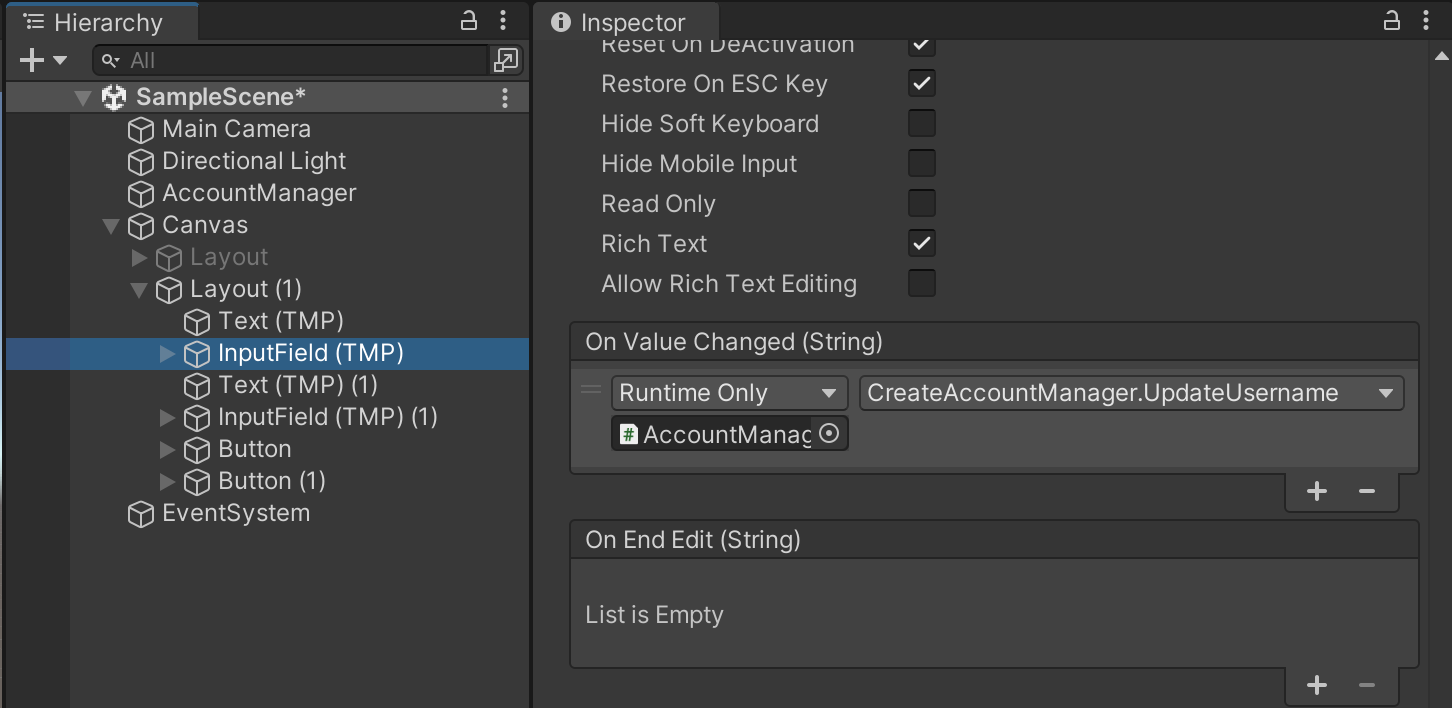 Hierarchy
All
SampleScene*
Main Camera
Directional Light
AccountManager
Canvas
Layout
Layout (1)
Text (TMP)
InputField (TMP)
Text (TMP) (1)
InputField (TMP) (1)
Button
Button (1)
EventSystem
Inspector
Reset On DeActivation
Restore On ESC Key
Hide Soft Keyboard
Hide Mobile Input
Read Only
Rich Text
Allow Rich Text Editing
On Value Changed (String)
Runtime Only CreateAccountManager.UpdateUsername
# AccountManag
On End Edit (String)
List is Empty